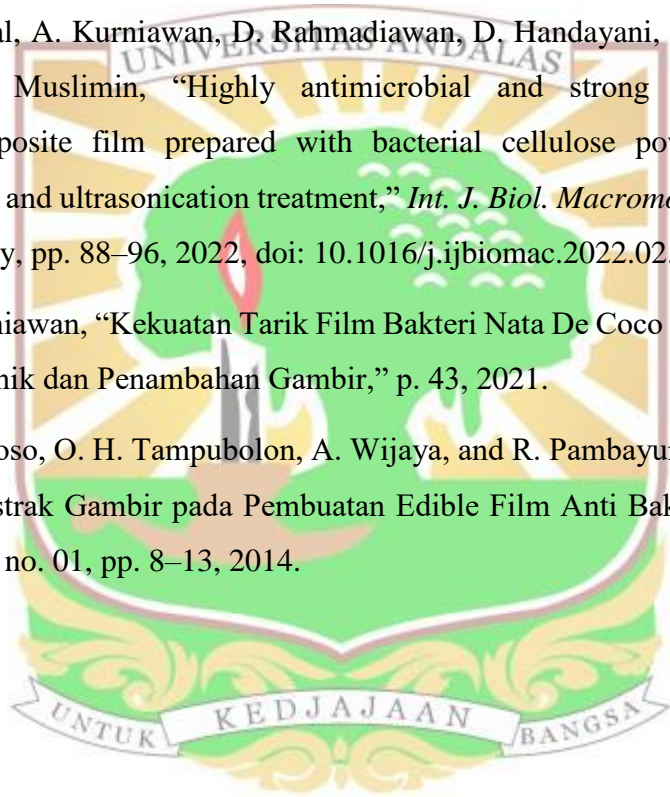 al, A. Kurniawan, D. Rahmadiawan, D. Handayani,
UNIVERSITAS ANDALAS
Muslimin, “Highly antimicrobial and strong
posite film prepared with bacterial cellulose po
and ultrasonication treatment,” Int. J. Biol. Macromo
y, pp. 88–96, 2022, doi: 10.1016/j.ijbiomac.2022.02.
niawan, “Kekuatan Tarik Film Bakteri Nata De Coco
nik dan Penambahan Gambir,” p. 43, 2021.
oso, O. H. Tampubolon, A. Wijaya, and R. Pambayu
strak Gambir pada Pembuatan Edible Film Anti Bak
no. 01, pp. 8–13, 2014.
UNTUK KEDJAJAAN BANGSA